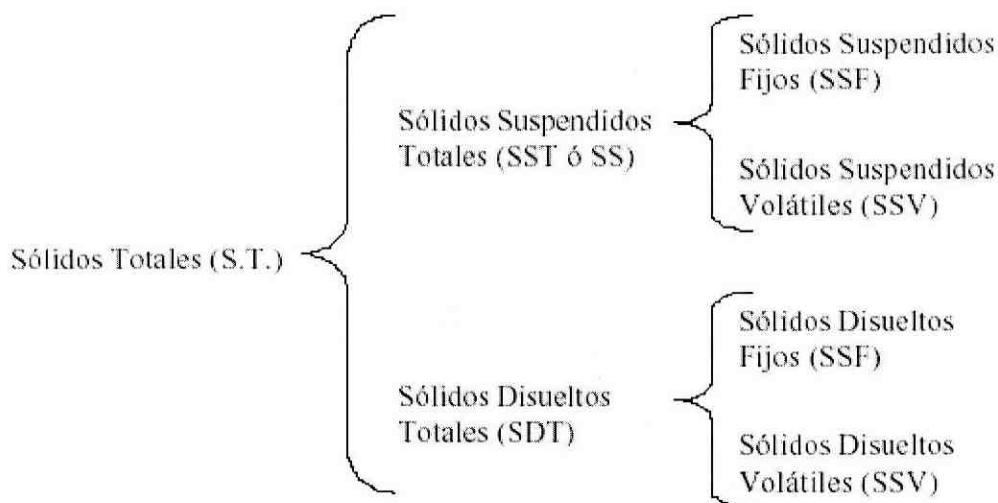 Sólidos Suspendidos
Fijos (SSF)
Sólidos Suspendidos
Totales (SST ó SS)
Sólidos Suspendidos
Volátiles (SSV)
Sólidos Totales (S.T.)
Sólidos Disueltos
Fijos (SSF)
Sólidos Disueltos
Totales (SDT)
Sólidos Disueltos
Volátiles (SSV)